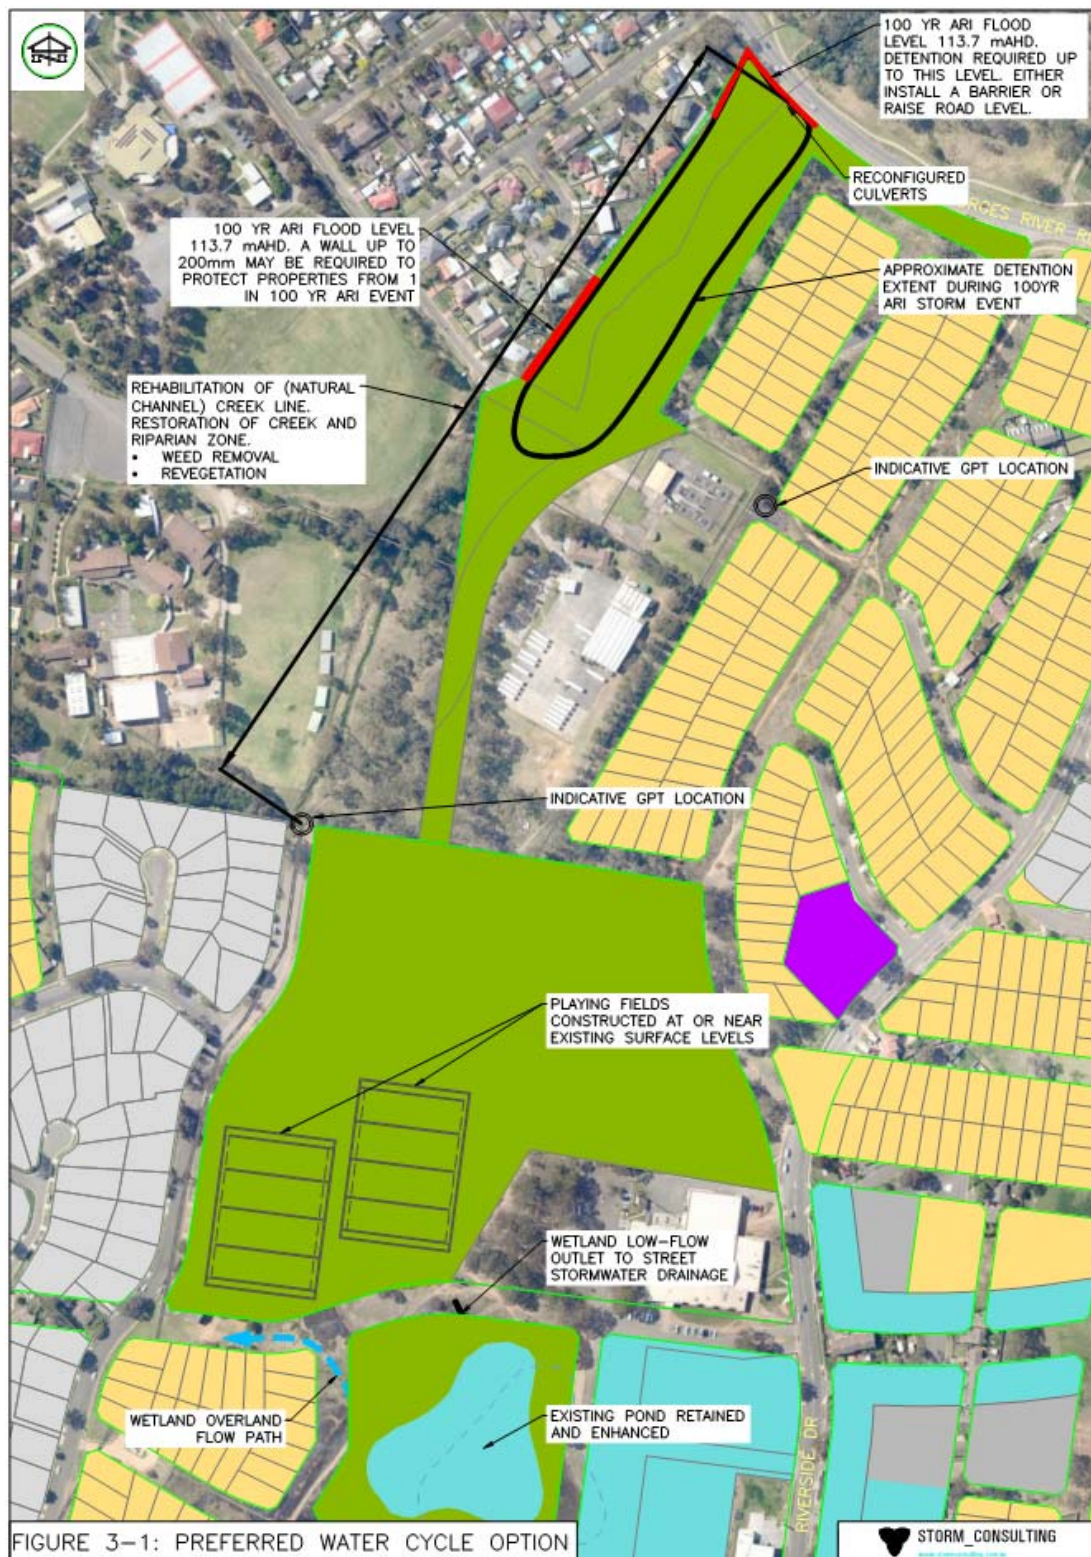 100 YR ARI FLOOD
LEVEL 113.7 mAHD.
DETENTION REQUIRED UP
TO THIS LEVEL. EITHER
INSTALL A BARRIER OR
RAISE ROAD LEVEL.
RECONFIGURED
CULVERTS
RGES RIVER R
100 YR ARI FLOOD LEVEL
113.7 mAHD. A WALL UP TO
200mm MAY BE REQUIRED TO
PROTECT PROPERTIES FROM 1
IN 100 YR ARI EVENT
APPROXIMATE DETENTION
EXTENT DURING 100YR
ARI STORM EVENT
REHABILITATION OF (NATURAL
CHANNEL) CREEK LINE.
RESTORATION OF CREEK AND
RIPARIAN ZONE.
• WEED REMOVAL
• REVEGETATION
INDICATIVE GPT LOCATION
INDICATIVE GPT LOCATION
PLAYING FIELDS
CONSTRUCTED AT OR NEAR
EXISTING SURFACE LEVELS
WETLAND LOW-FLOW
OUTLET TO STREET
STORMWATER DRAINAGE
WETLAND OVERLAND
FLOW PATH
EXISTING POND RETAINED
AND ENHANCED
RIVERSIDE DR
FIGURE 3-1: PREFERRED WATER CYCLE OPTION
STORM_CONSULTING